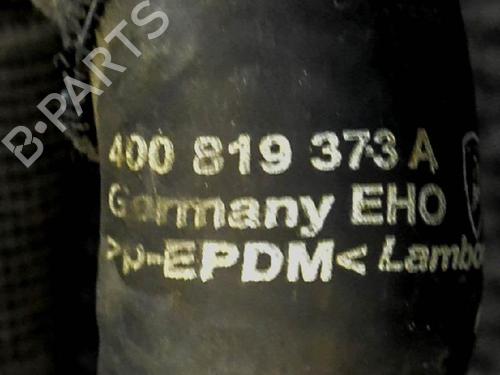 B-PARTS
400 819 373 A
Germany EHO
>p-EPDM< Lambo